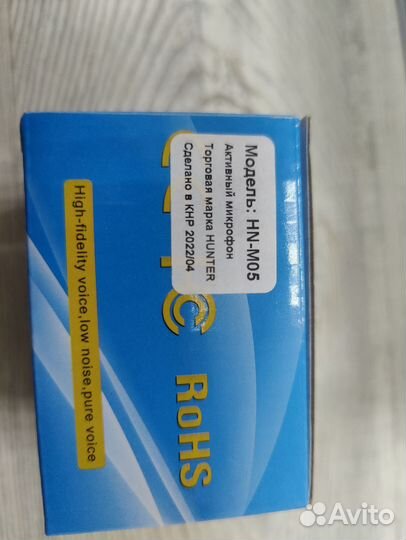 Модель: HN-M05
Активный микрофон
Торговая марка HUNTER
Сделано в КНР 2022/04
RoHS
High-fidelity voice,low noise,pure voice
Avito